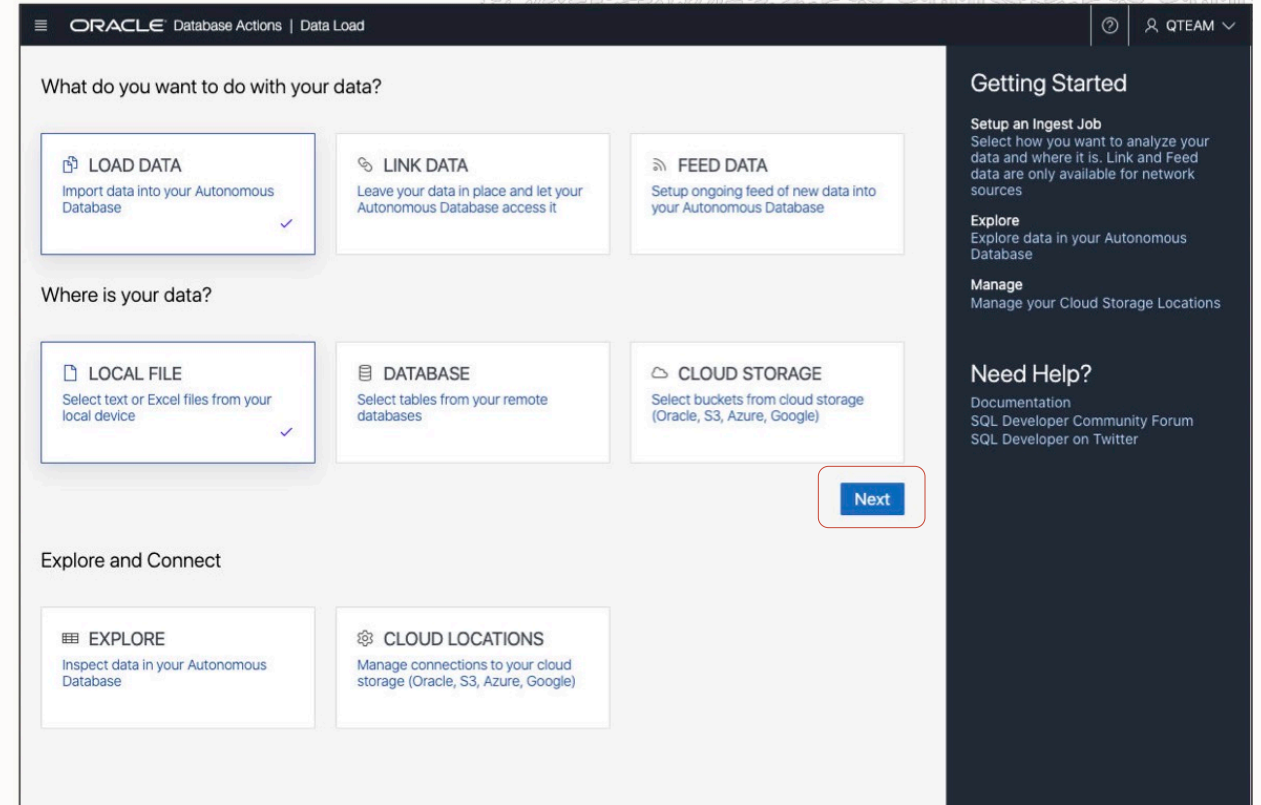 ORACLE Database Actions | Data Load
QTEAM
What do you want to do with your data?
LOAD DATA
Import data into your Autonomous
Database
LINK DATA
Leave your data in place and let your
Autonomous Database access it
FEED DATA
Setup ongoing feed of new data into
your Autonomous Database
Where is your data?
LOCAL FILE
Select text or Excel files from your
local device
DATABASE
Select tables from your remote
databases
CLOUD STORAGE
Select buckets from cloud storage
(Oracle, S3, Azure, Google)
Next
Explore and Connect
EXPLORE
Inspect data in your Autonomous
Database
CLOUD LOCATIONS
Manage connections to your cloud
storage (Oracle, S3, Azure, Google)
Getting Started
Setup an Ingest Job
Select how you want to analyze your
data and where it is. Link and Feed
data are only available for network
sources
Explore
Explore data in your Autonomous
Database
Manage
Manage your Cloud Storage Locations
Need Help?
Documentation
SQL Developer Community Forum
SQL Developer on Twitter